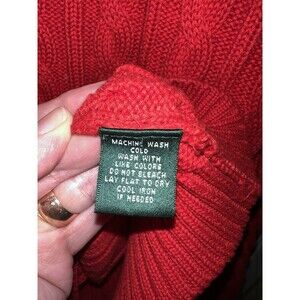 MACHINE WASH
COLD
WASH WITH
LIKE COLORS
DO NOT BLEACH
LAY FLAT TO DRY
COOL IRON
IF NEEDED